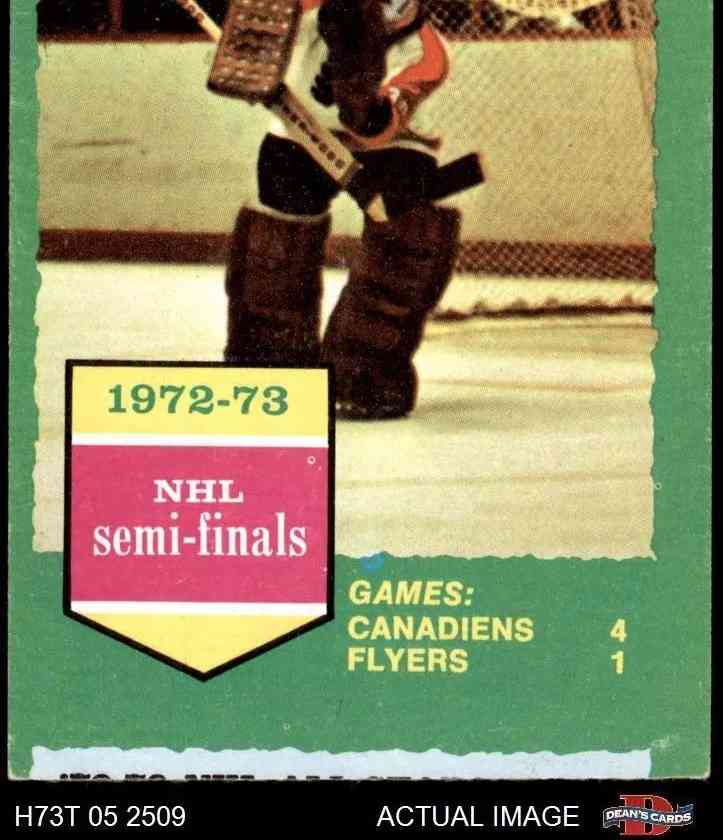 1972-73
NHL
semi-finals
GAMES:
CANADIENS 4
FLYERS 1
H73T 05 2509
ACTUAL IMAGE
DEAN'S CARDS